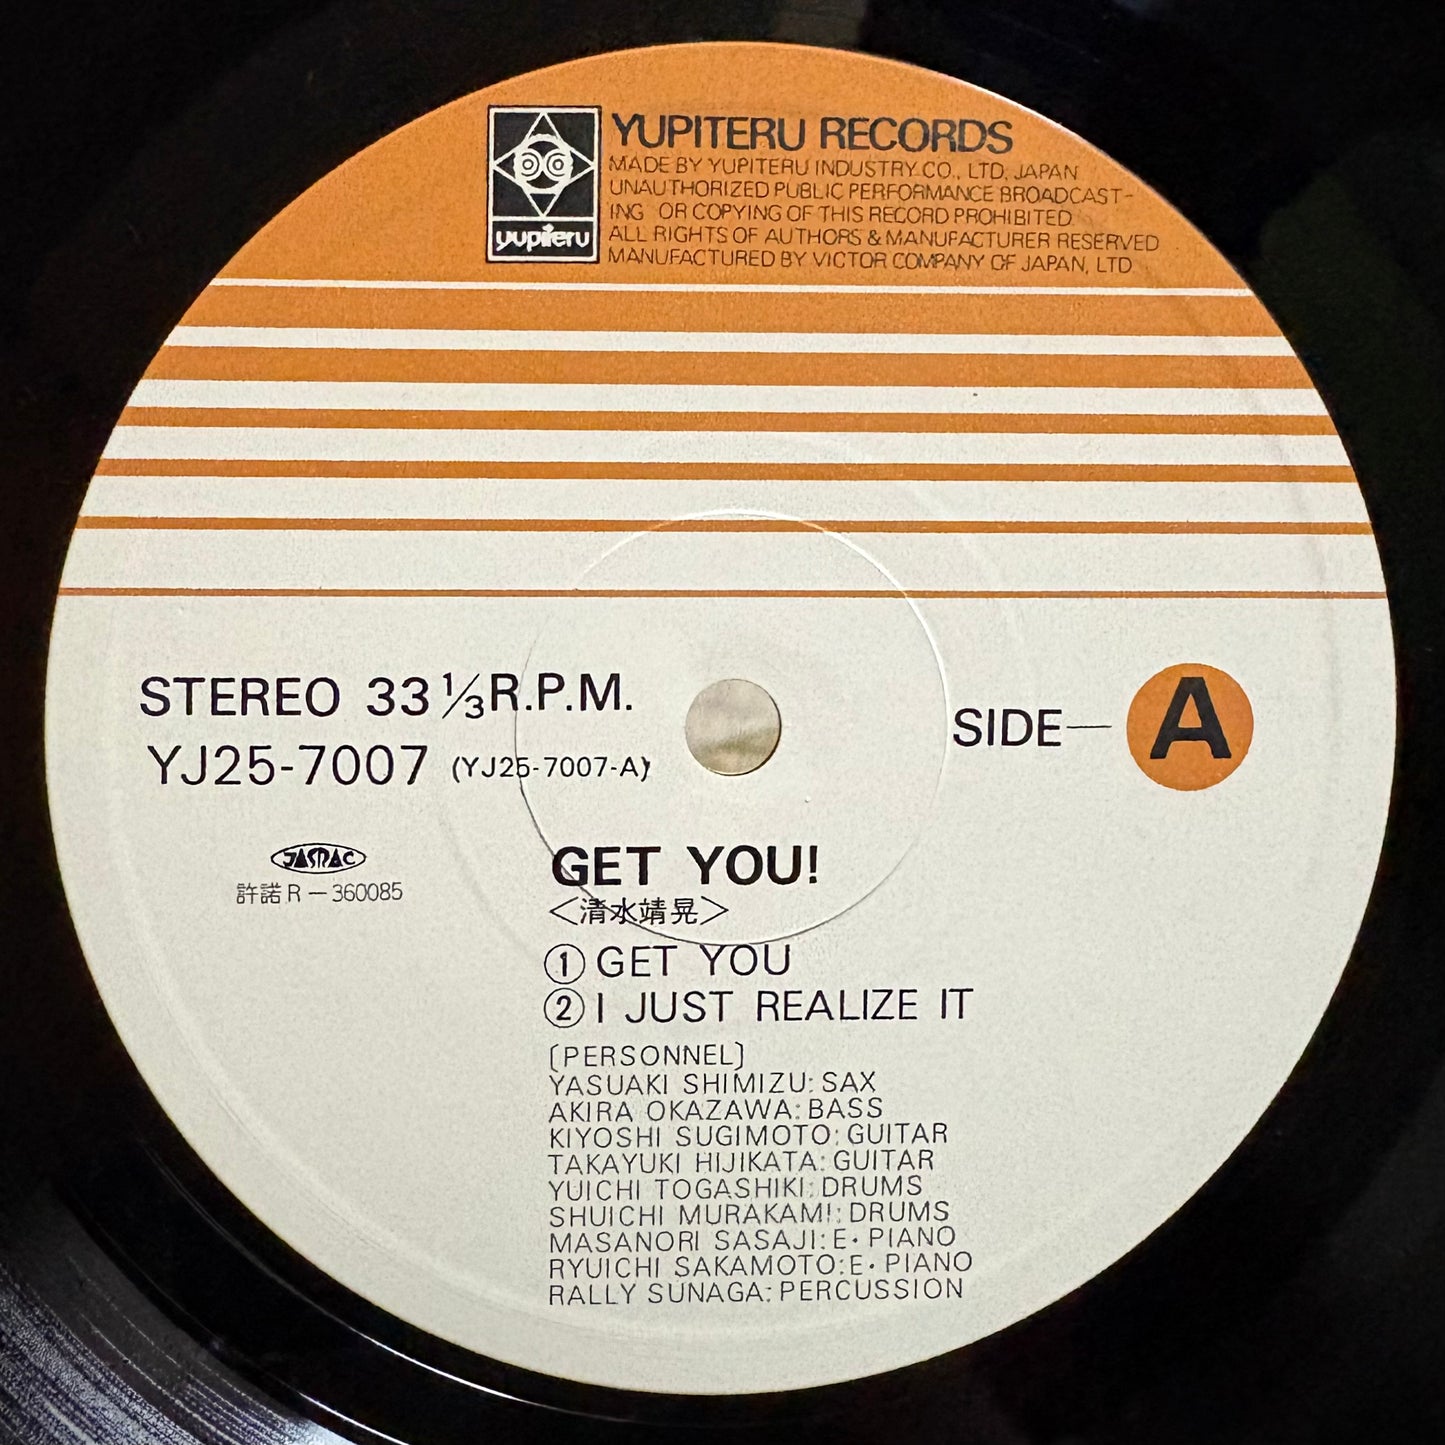 YUPITERU RECORDS
MADE BY YUPITERU INDUSTRY CO., LTD, JAPAN
UNAUTHORIZED PUBLIC PERFORMANCE BROADCAST-
ING OR COPYING OF THIS RECORD PROHIBITED
ALL RIGHTS OF AUTHORS & MANUFACTURER RESERVED
MANUFACTURED BY VICTOR COMPANY OF JAPAN, LTD
yupiteru
STEREO 33 1/3 R.P.M.
YJ25-7007 (YJ25-7007-A)
SIDE—A
JASRAC
許諾 R-360085
GET YOU!
<清水靖晃>
① GET YOU
② I JUST REALIZE IT
[PERSONNEL]
YASUAKI SHIMIZU: SAX
AKIRA OKAZAWA: BASS
KIYOSHI SUGIMOTO: GUITAR
TAKAYUKI HIJIKATA: GUITAR
YUICHI TOGASHIKI: DRUMS
SHUICHI MURAKAMI: DRUMS
MASANORI SASAJI: E・PIANO
RYUICHI SAKAMOTO: E・PIANO
RALLY SUNAGA: PERCUSSION